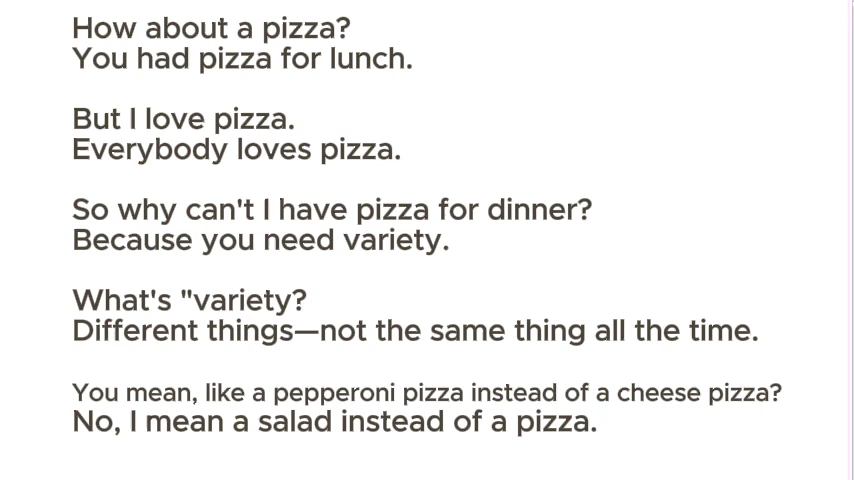 How about a pizza?
You had pizza for lunch.
But I love pizza.
Everybody loves pizza.
So why can't I have pizza for dinner?
Because you need variety.
What's "variety?
Different things—not the same thing all the time.
You mean, like a pepperoni pizza instead of a cheese pizza?
No, I mean a salad instead of a pizza.